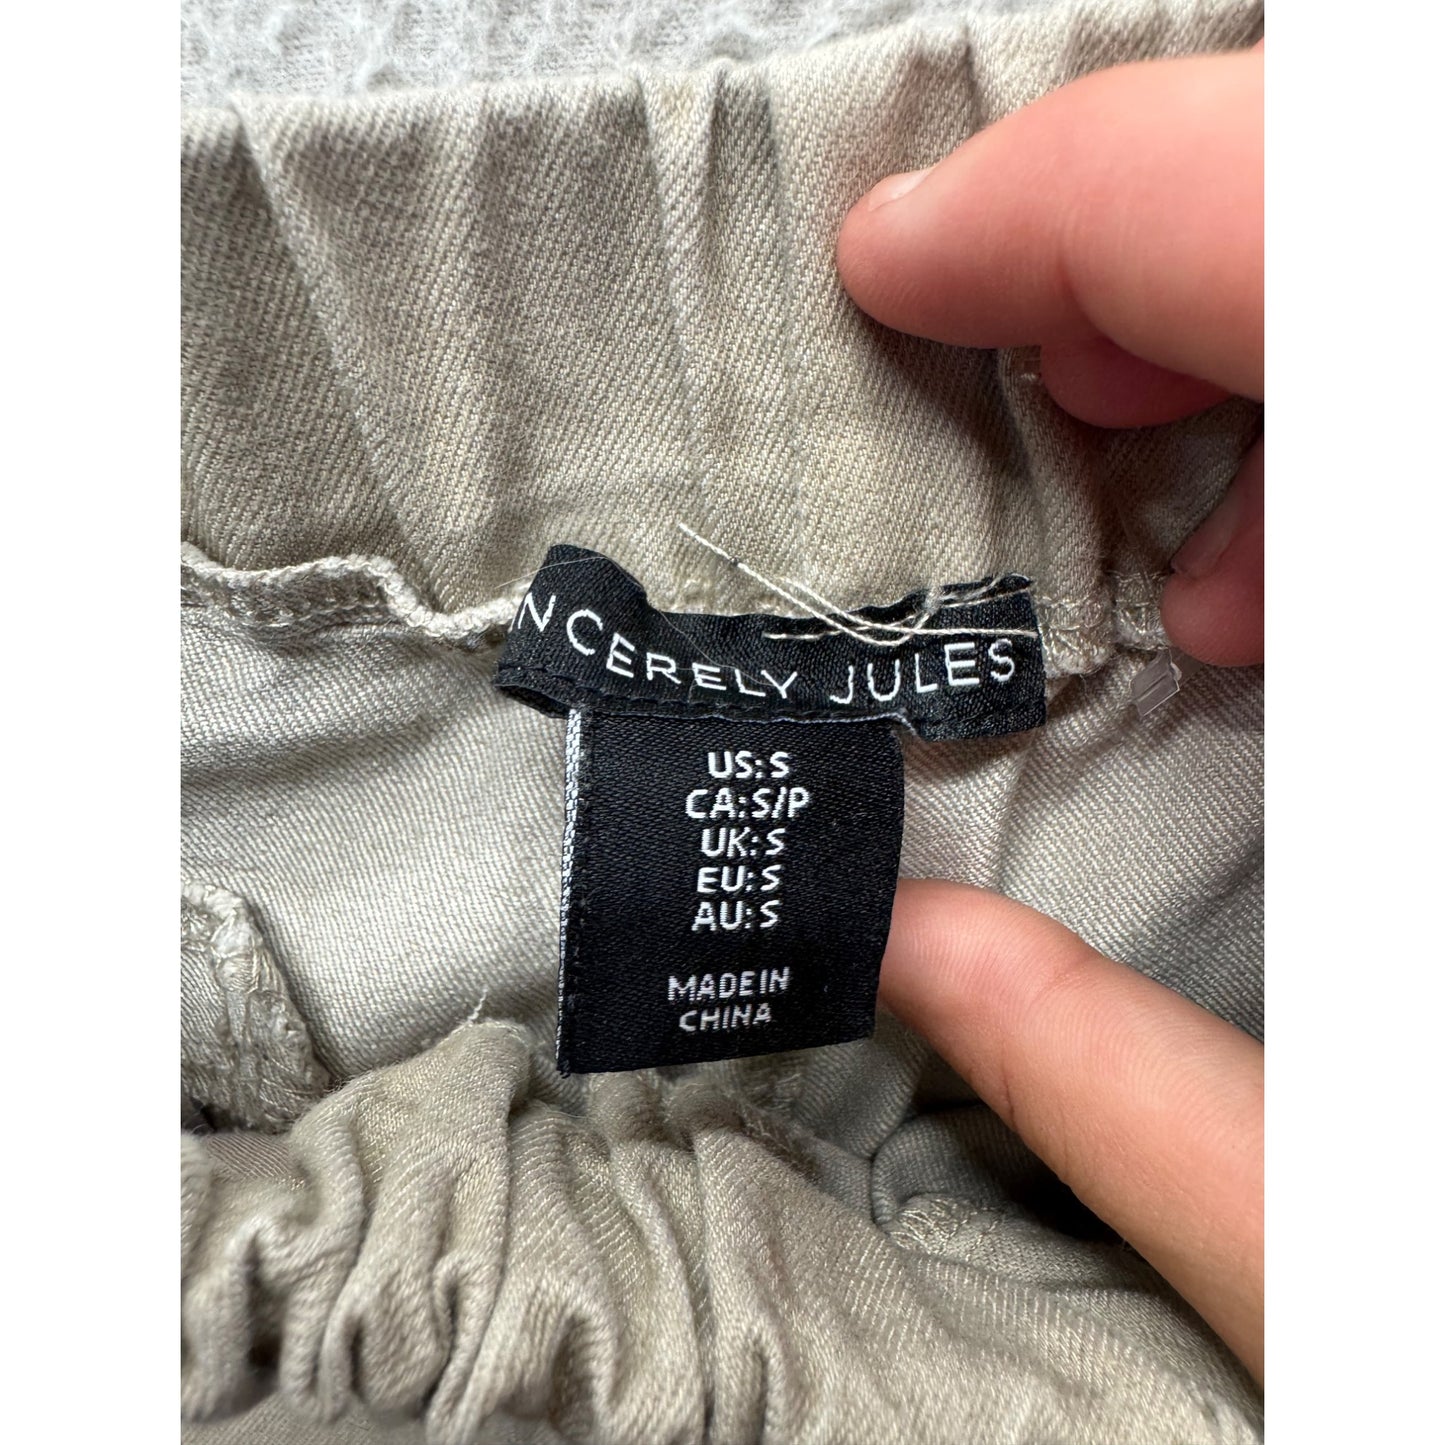 NCERELY JULES
US: S
CA: S/P
UK: S
EU: S
AU: S
MADE IN
CHINA